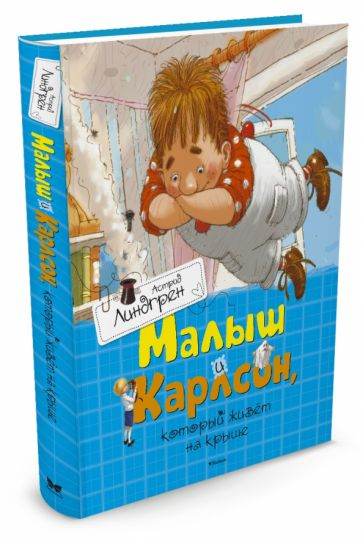 Астрид
Линдгрен
Малыш
и
Карлсон,
который живёт
на крыше
Астрид
Линдгрен
Малыш и Карлсон,
который живёт на крыше